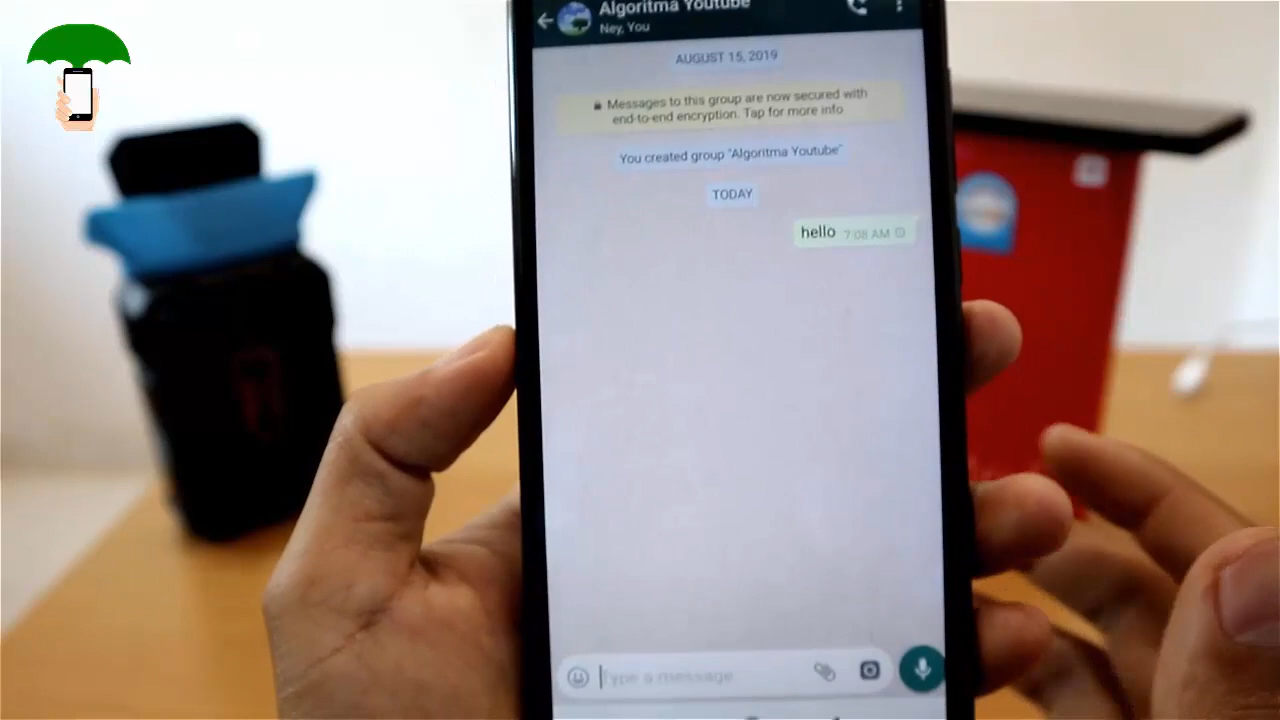 Algoritma Youtube
Ney, You
AUGUST 15, 2019
Messages to this group are now secured with
end-to-end encryption. Tap for more info
You created group "Algoritma Youtube"
TODAY
hello 7:08 AM
Type a message